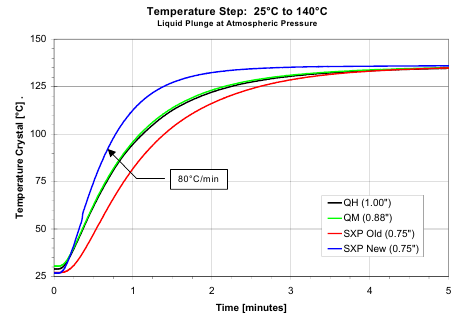 Temperature Step: 25°C to 140°C
Liquid Plunge at Atmospheric Pressure
Temperature Crystal [°C] .
150
125
100
75
50
25
80°C/min
QH (1.00")
QM (0.88")
SXP Old (0.75")
SXP New (0.75")
0 1 2 3 4 5
Time [minutes]